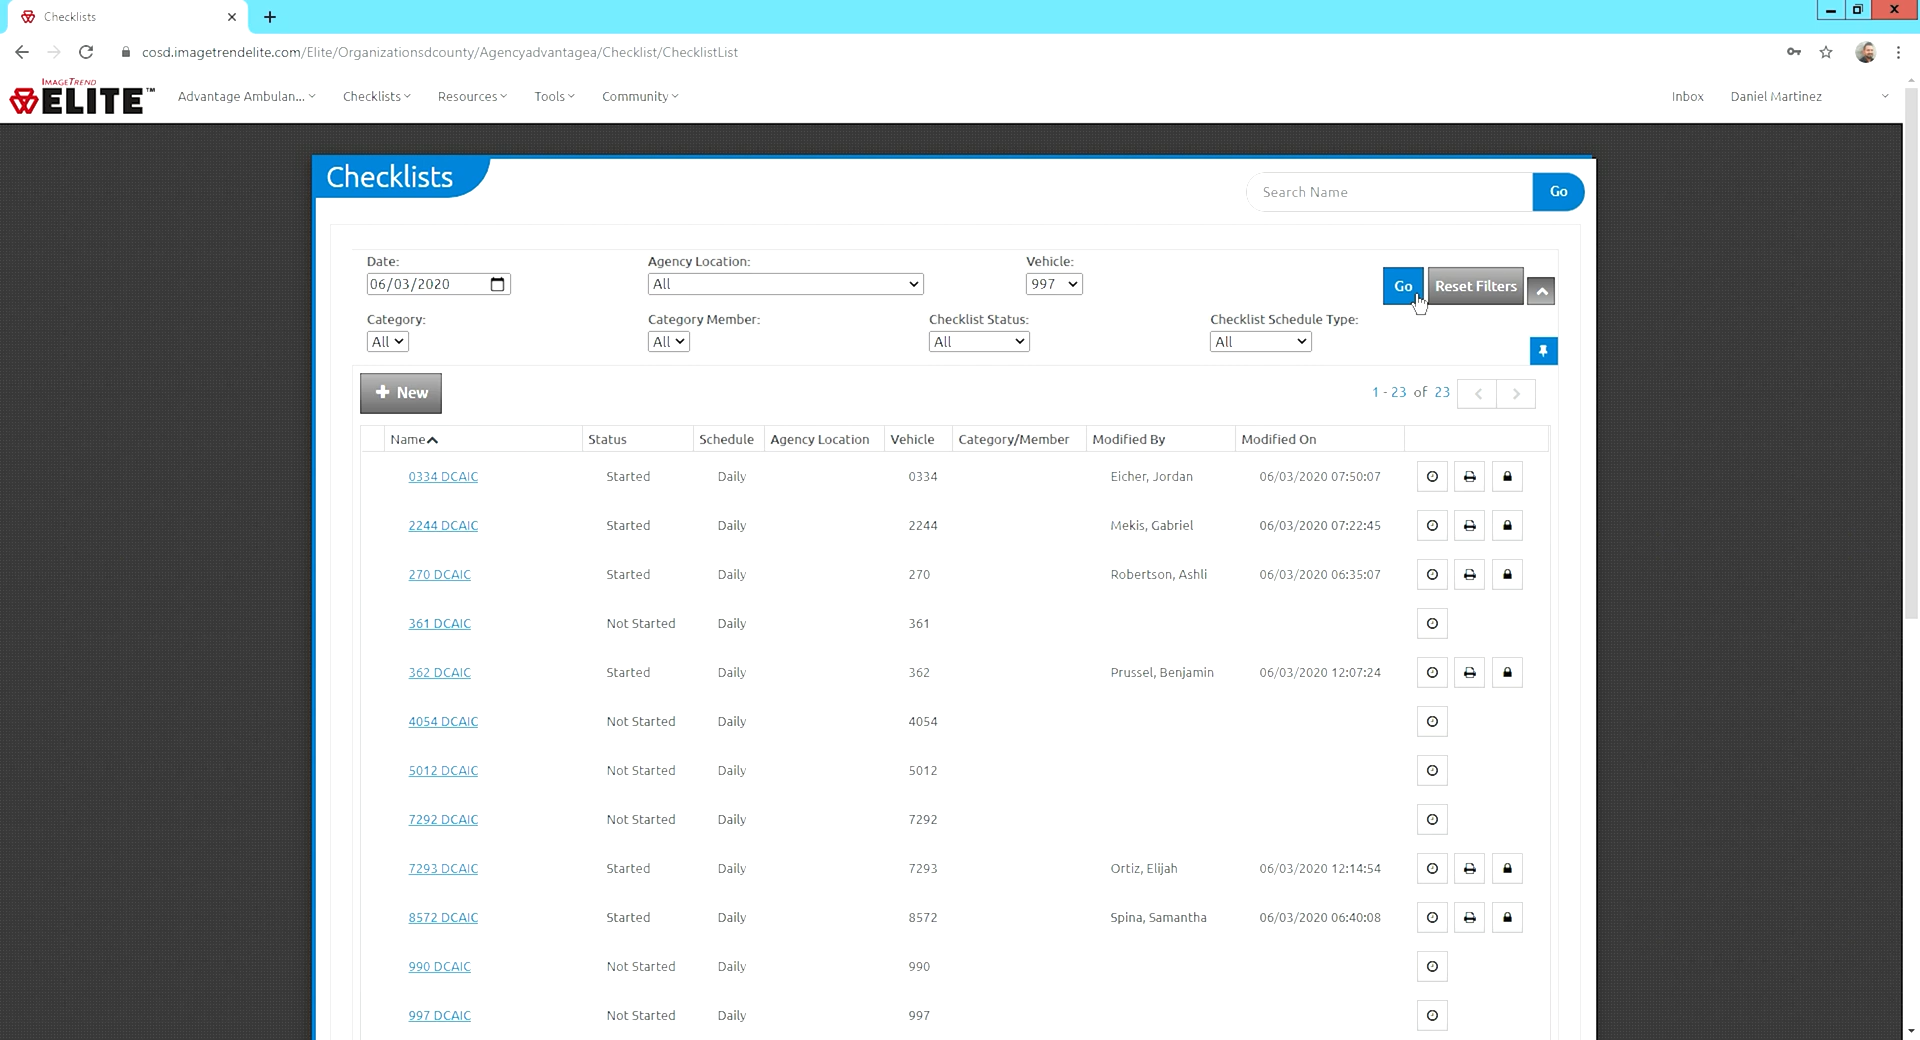 Checklists
cosd.imagetrendelite.com/Elite/Organizationsdcounty/Agencyadvantagea/Checklist/ChecklistList
IMAGETREND
ELITE™
Advantage Ambulan... Checklists Resources Tools Community Inbox Daniel Martinez
Checklists
Search Name Go
Date: Agency Location: Vehicle:
06/03/2020 All 997 Go Reset Filters
Category: Category Member: Checklist Status: Checklist Schedule Type:
All All All All
+ New 1 - 23 of 23
Name Status Schedule Agency Location Vehicle Category/Member Modified By Modified On
0334 DCAIC Started Daily 0334 Eicher, Jordan 06/03/2020 07:50:07
2244 DCAIC Started Daily 2244 Mekis, Gabriel 06/03/2020 07:22:45
270 DCAIC Started Daily 270 Robertson, Ashli 06/03/2020 06:35:07
361 DCAIC Not Started Daily 361
362 DCAIC Started Daily 362 Prussel, Benjamin 06/03/2020 12:07:24
4054 DCAIC Not Started Daily 4054
5012 DCAIC Not Started Daily 5012
7292 DCAIC Not Started Daily 7292
7293 DCAIC Started Daily 7293 Ortiz, Elijah 06/03/2020 12:14:54
8572 DCAIC Started Daily 8572 Spina, Samantha 06/03/2020 06:40:08
990 DCAIC Not Started Daily 990
997 DCAIC Not Started Daily 997